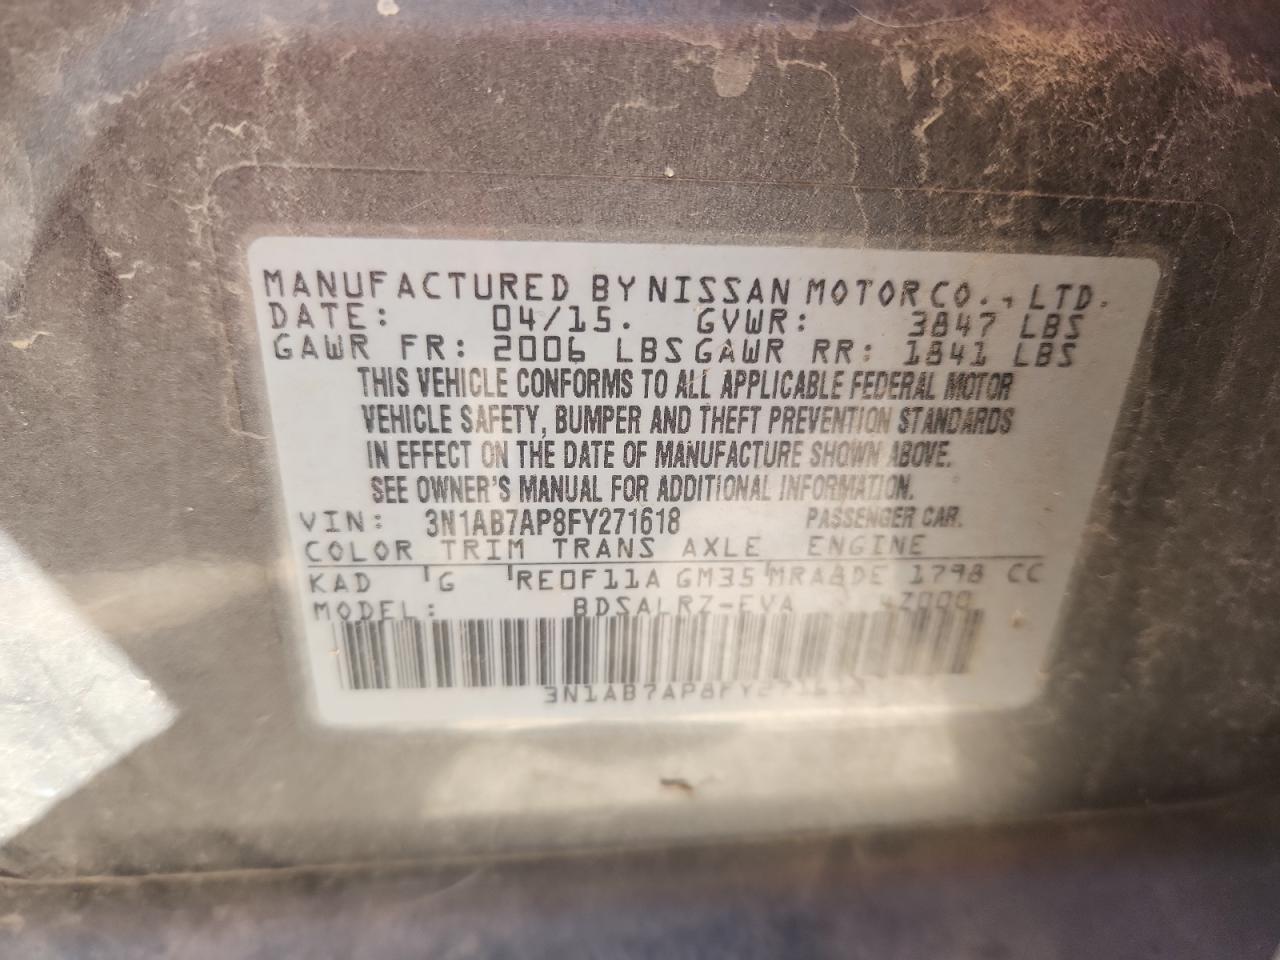 MANUFACTURED BY NISSAN MOTOR CO., LTD.
DATE: 04/15. GVWR: 3847 LBS
GAWR FR: 2006 LBS GAWR RR: 1841 LBS
THIS VEHICLE CONFORMS TO ALL APPLICABLE FEDERAL MOTOR
VEHICLE SAFETY, BUMPER AND THEFT PREVENTION STANDARDS
IN EFFECT ON THE DATE OF MANUFACTURE SHOWN ABOVE.
SEE OWNER'S MANUAL FOR ADDITIONAL INFORMATION.
VIN: 3N1AB7AP8FY271618 PASSENGER CAR.
COLOR TRIM TRANS AXLE ENGINE
KAD G RE0F11A GM35 MRA8DE 1798 CC
MODEL: BDSALRZ-EVA
3N1AB7AP8FY271618